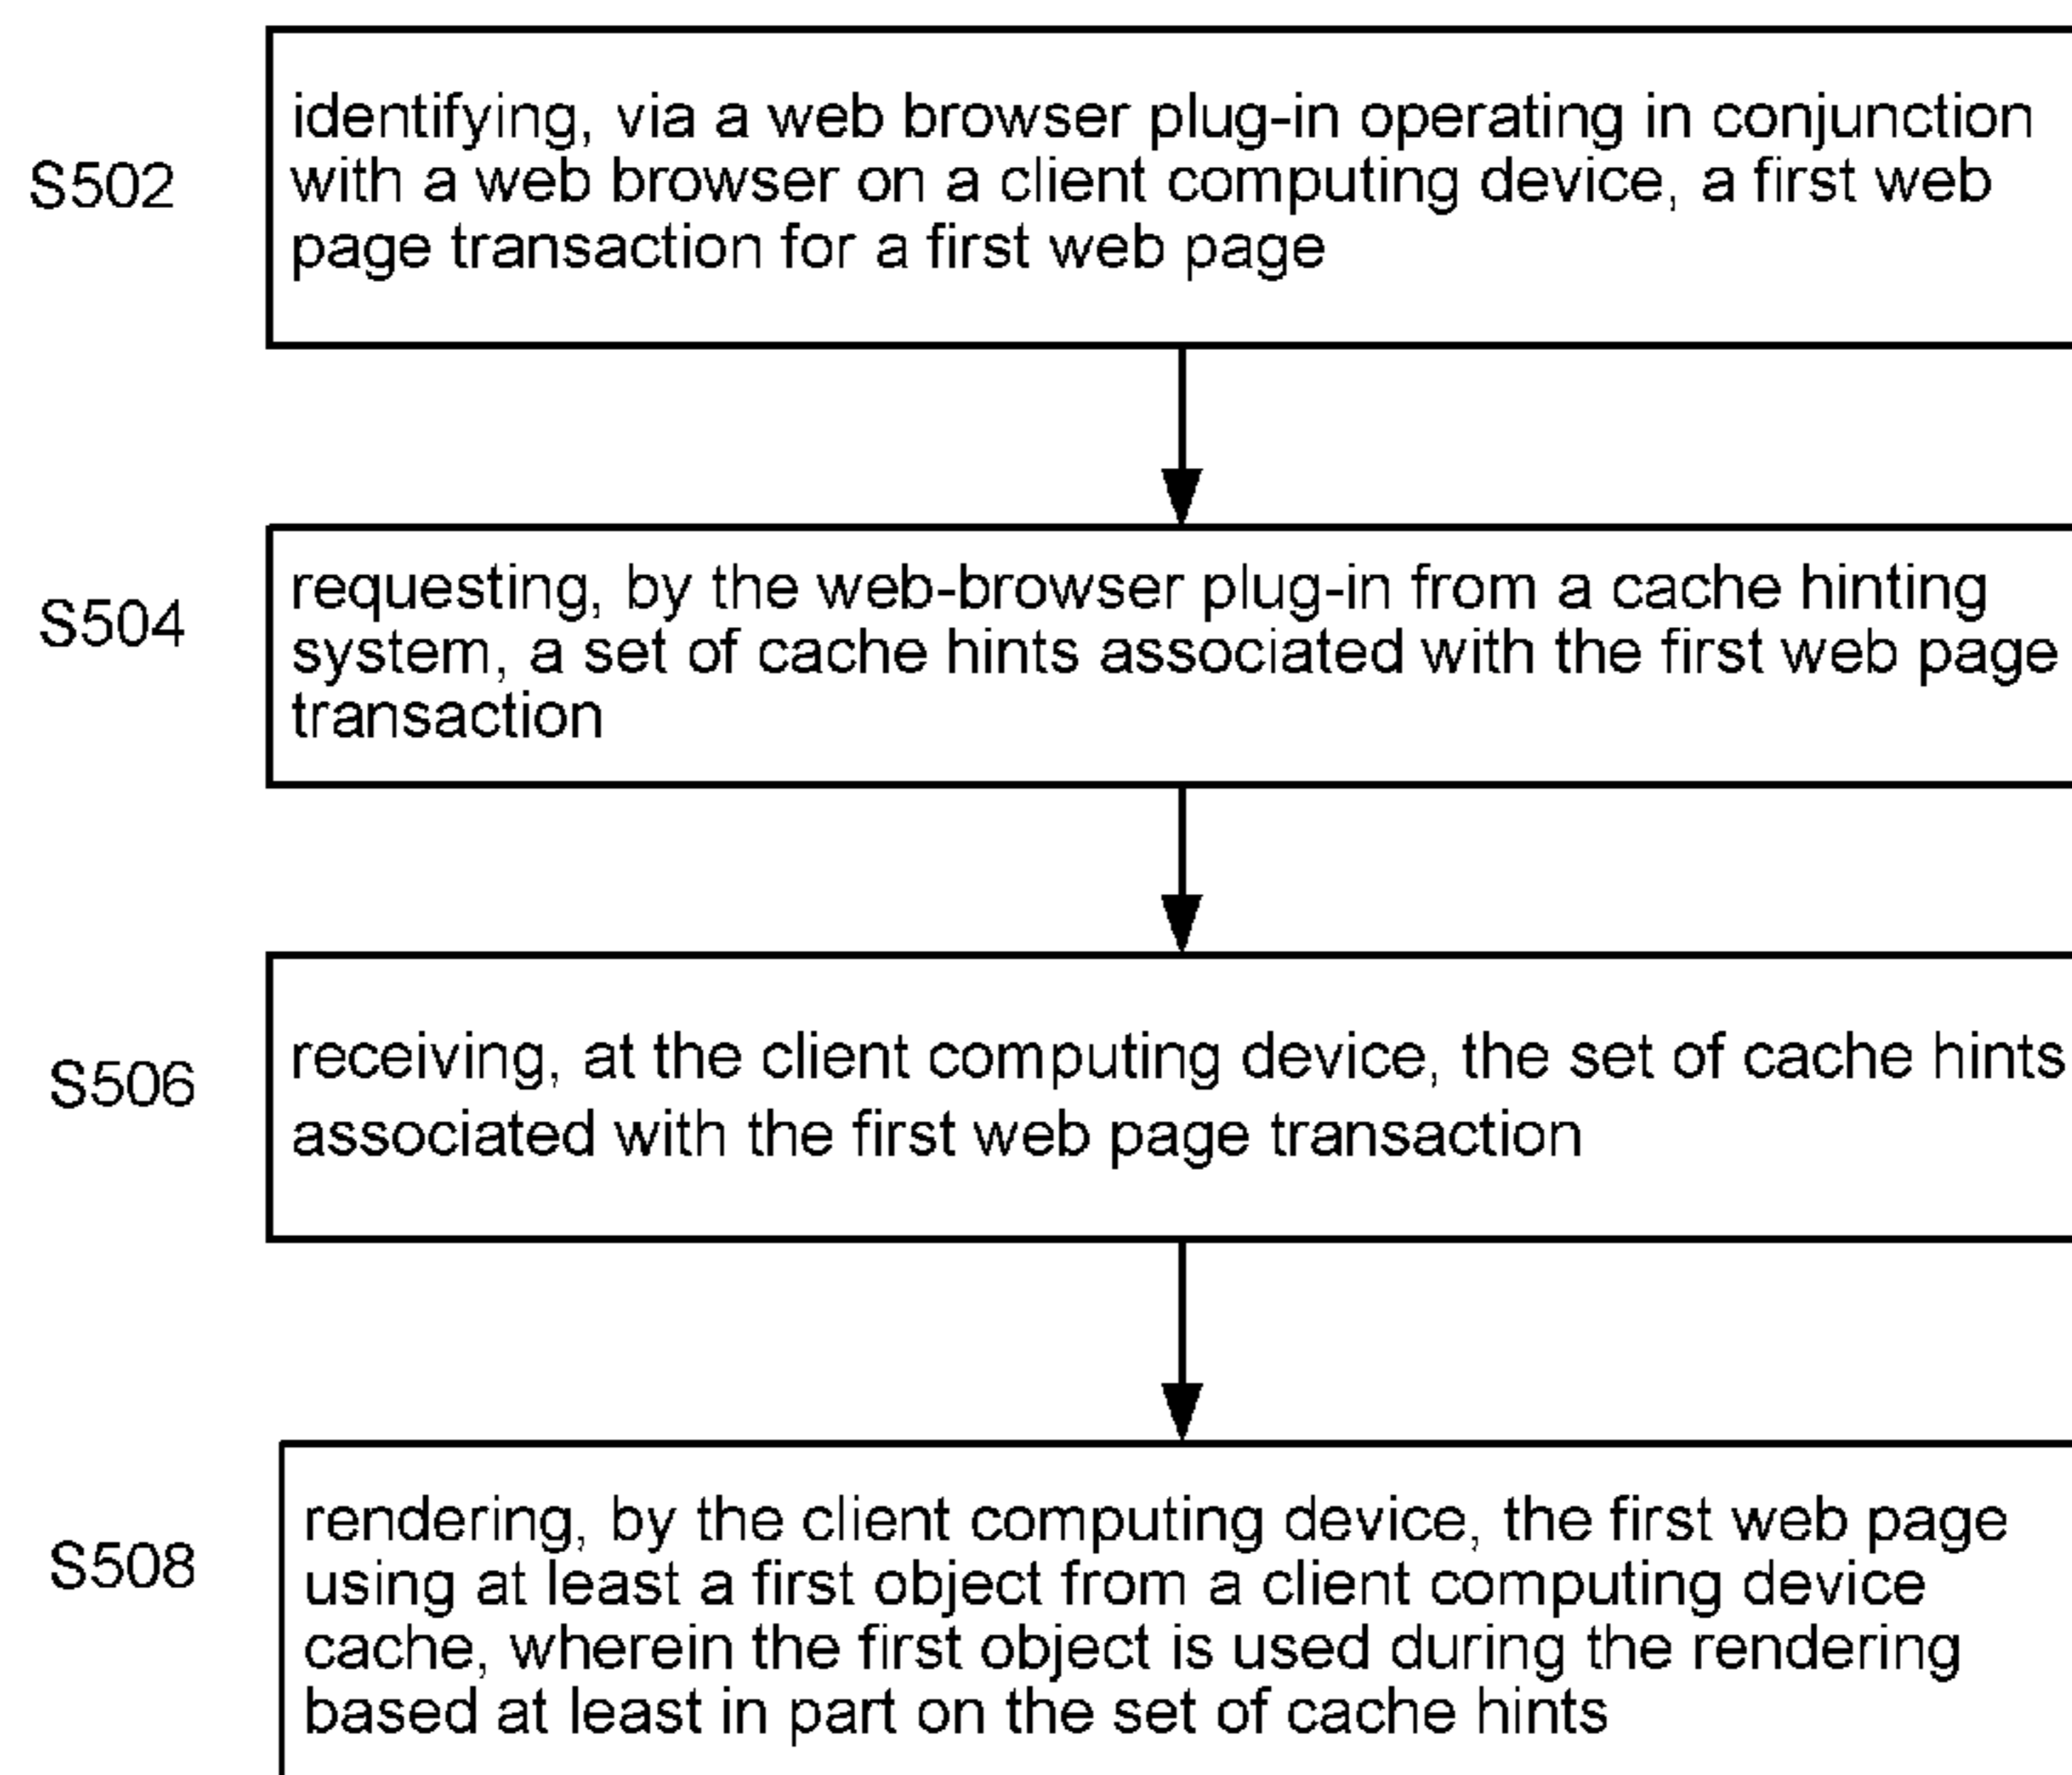 identifying, via a web browser plug-in operating in conjunction
S502
with a web browser on a client computing device, a first web
page transaction for a first web page
requesting, by the web-browser plug-in from a cache hinting
S504
system, a set of cache hints associated with the first web page
transaction
receiving, at the client computing device, the set of cache hints
S506
associated with the first web page transaction
rendering, by the client computing device, the first web page
S508
using at least a first object from a client computing device
cache, wherein the first object is used during the rendering
based at least in part on the set of cache hints